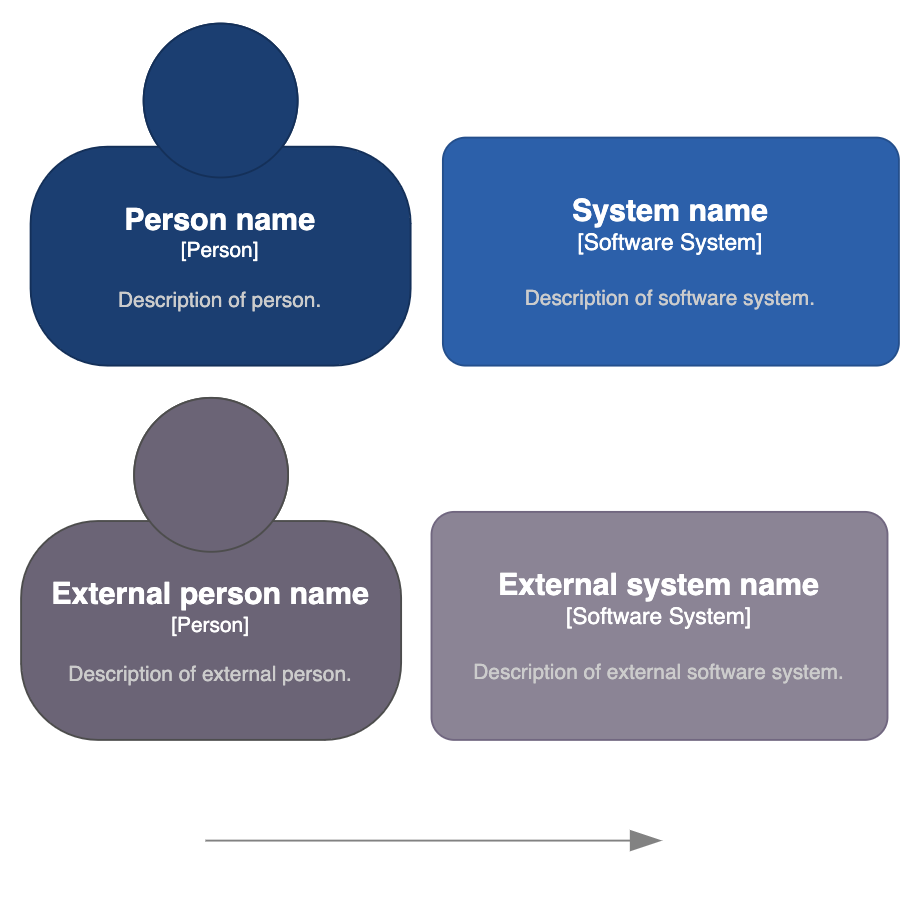 Person name
[Person]
Description of person.
System name
[Software System]
Description of software system.
External person name
[Person]
Description of external person.
External system name
[Software System]
Description of external software system.